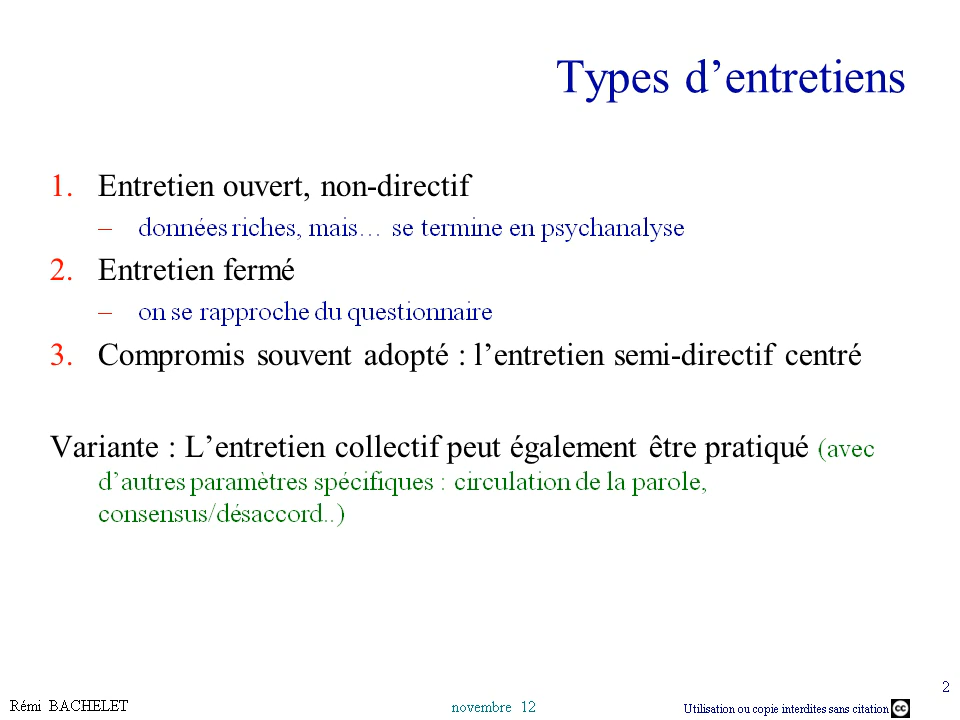 Types d’entretiens
1. Entretien ouvert, non-directif
– données riches, mais… se termine en psychanalyse
2. Entretien fermé
– on se rapproche du questionnaire
3. Compromis souvent adopté : l’entretien semi-directif centré
Variante : L’entretien collectif peut également être pratiqué (avec
d’autres paramètres spécifiques : circulation de la parole,
consensus/désaccord..)
2
Rémi BACHELET
novembre 12
Utilisation ou copie interdites sans citation cc